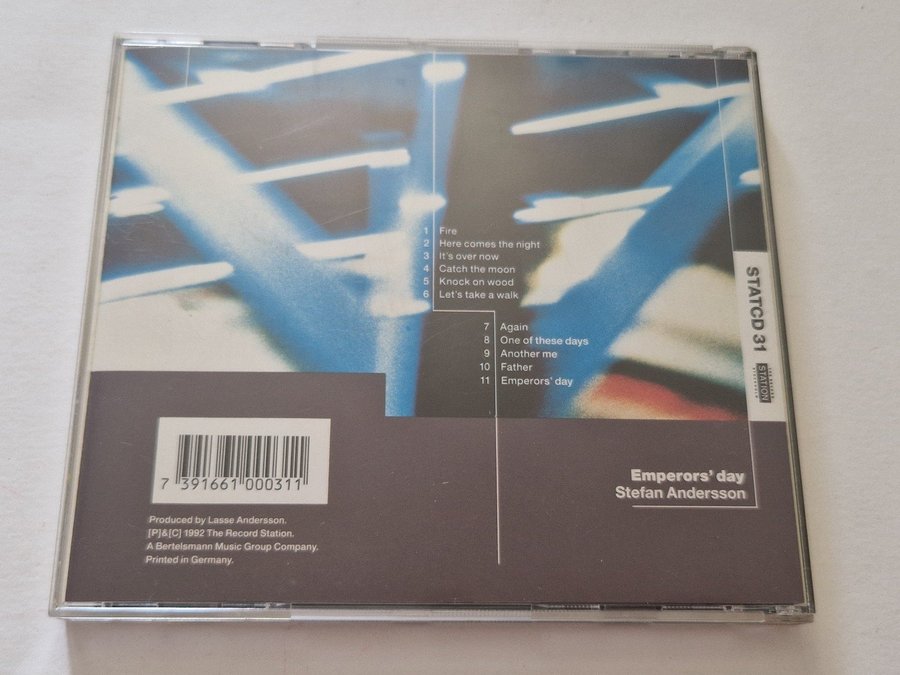 1 Fire
2 Here comes the night
3 It's over now
4 Catch the moon
5 Knock on wood
6 Let's take a walk
7 Again
8 One of these days
9 Another me
10 Father
11 Emperors' day
STATCD 31
STATION
7 391661 000311
Emperors' day
Stefan Andersson
Produced by Lasse Andersson.
[P]&[C] 1992 The Record Station.
A Bertelsmann Music Group Company.
Printed in Germany.